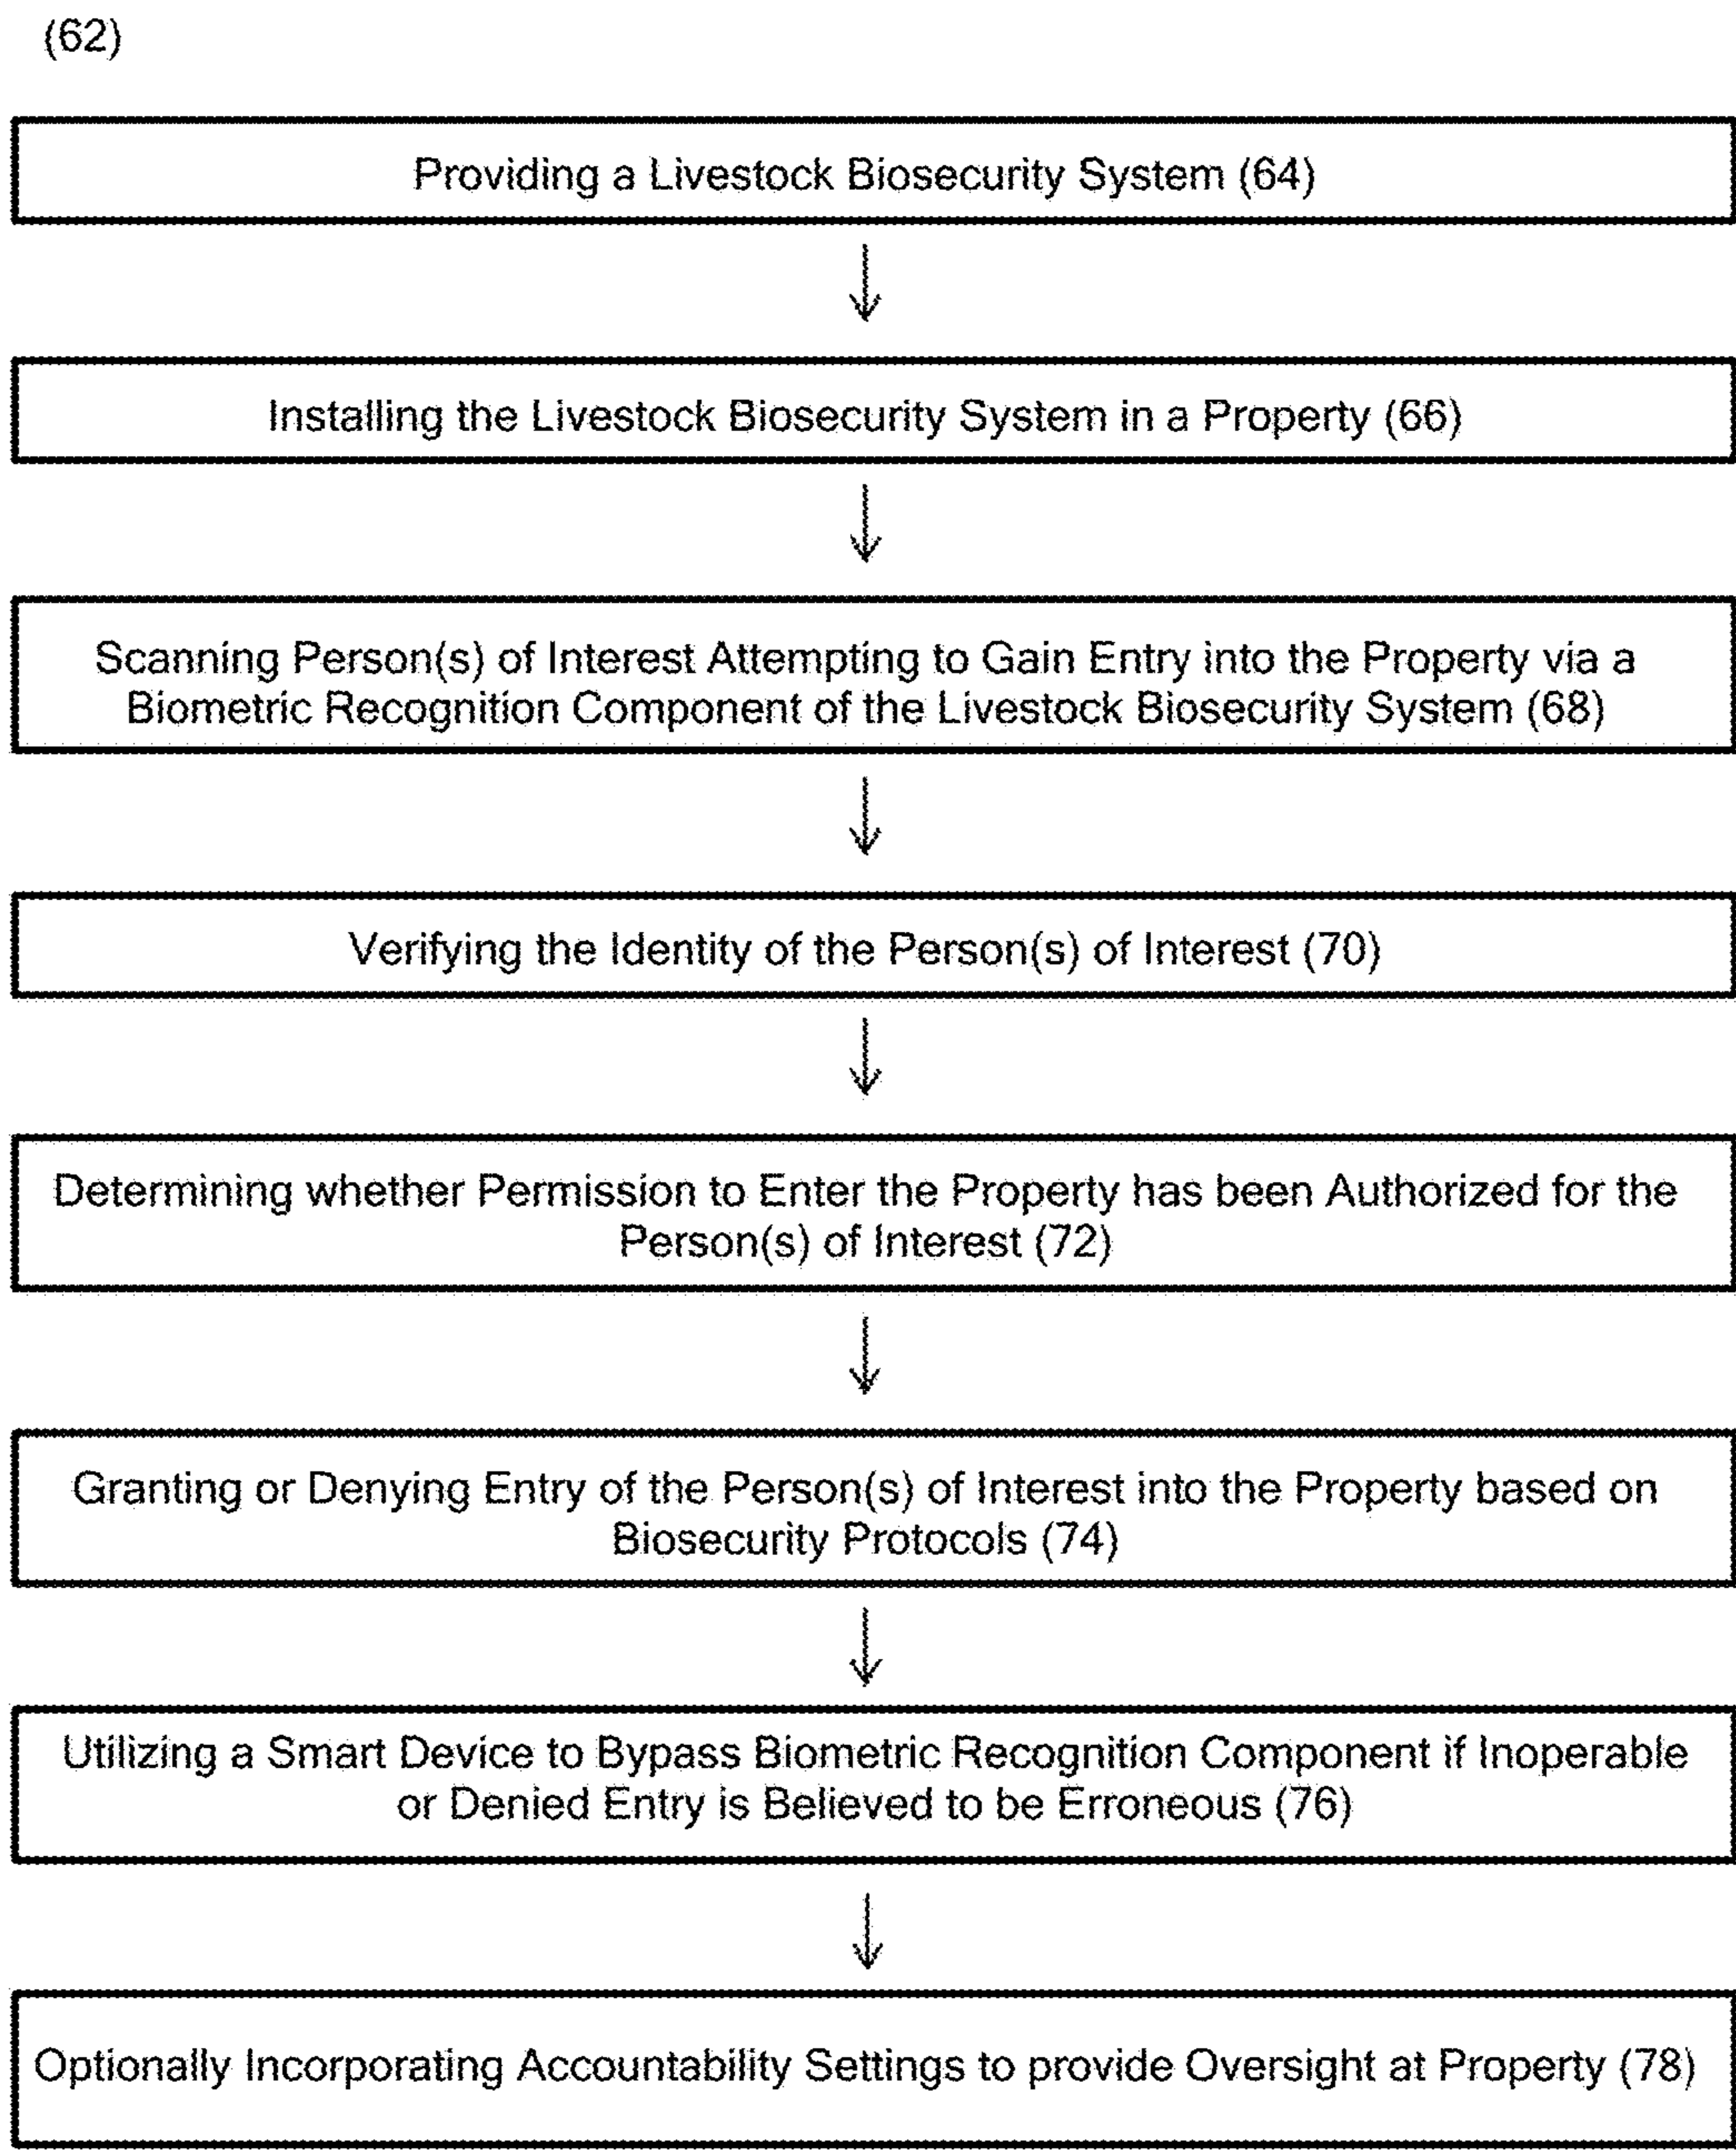 (62)
Providing a Livestock Biosecurity System (64)
Installing the Livestock Biosecurity System in a Property (66)
Scanning Person(s) of Interest Attempting to Gain Entry into the Property via a
Biometric Recognition Component of the Livestock Biosecurity System (68)
Verifying the Identity of the Person(s) of Interest (70)
Determining whether Permission to Enter the Property has been Authorized for the
Person(s) of Interest (72)
Granting or Denying Entry of the Person(s) of Interest into the Property based on
Biosecurity Protocols (74)
Utilizing a Smart Device to Bypass Biometric Recognition Component if Inoperable
or Denied Entry is Believed to be Erroneous (76)
Optionally Incorporating Accountability Settings to provide Oversight at Property (78)